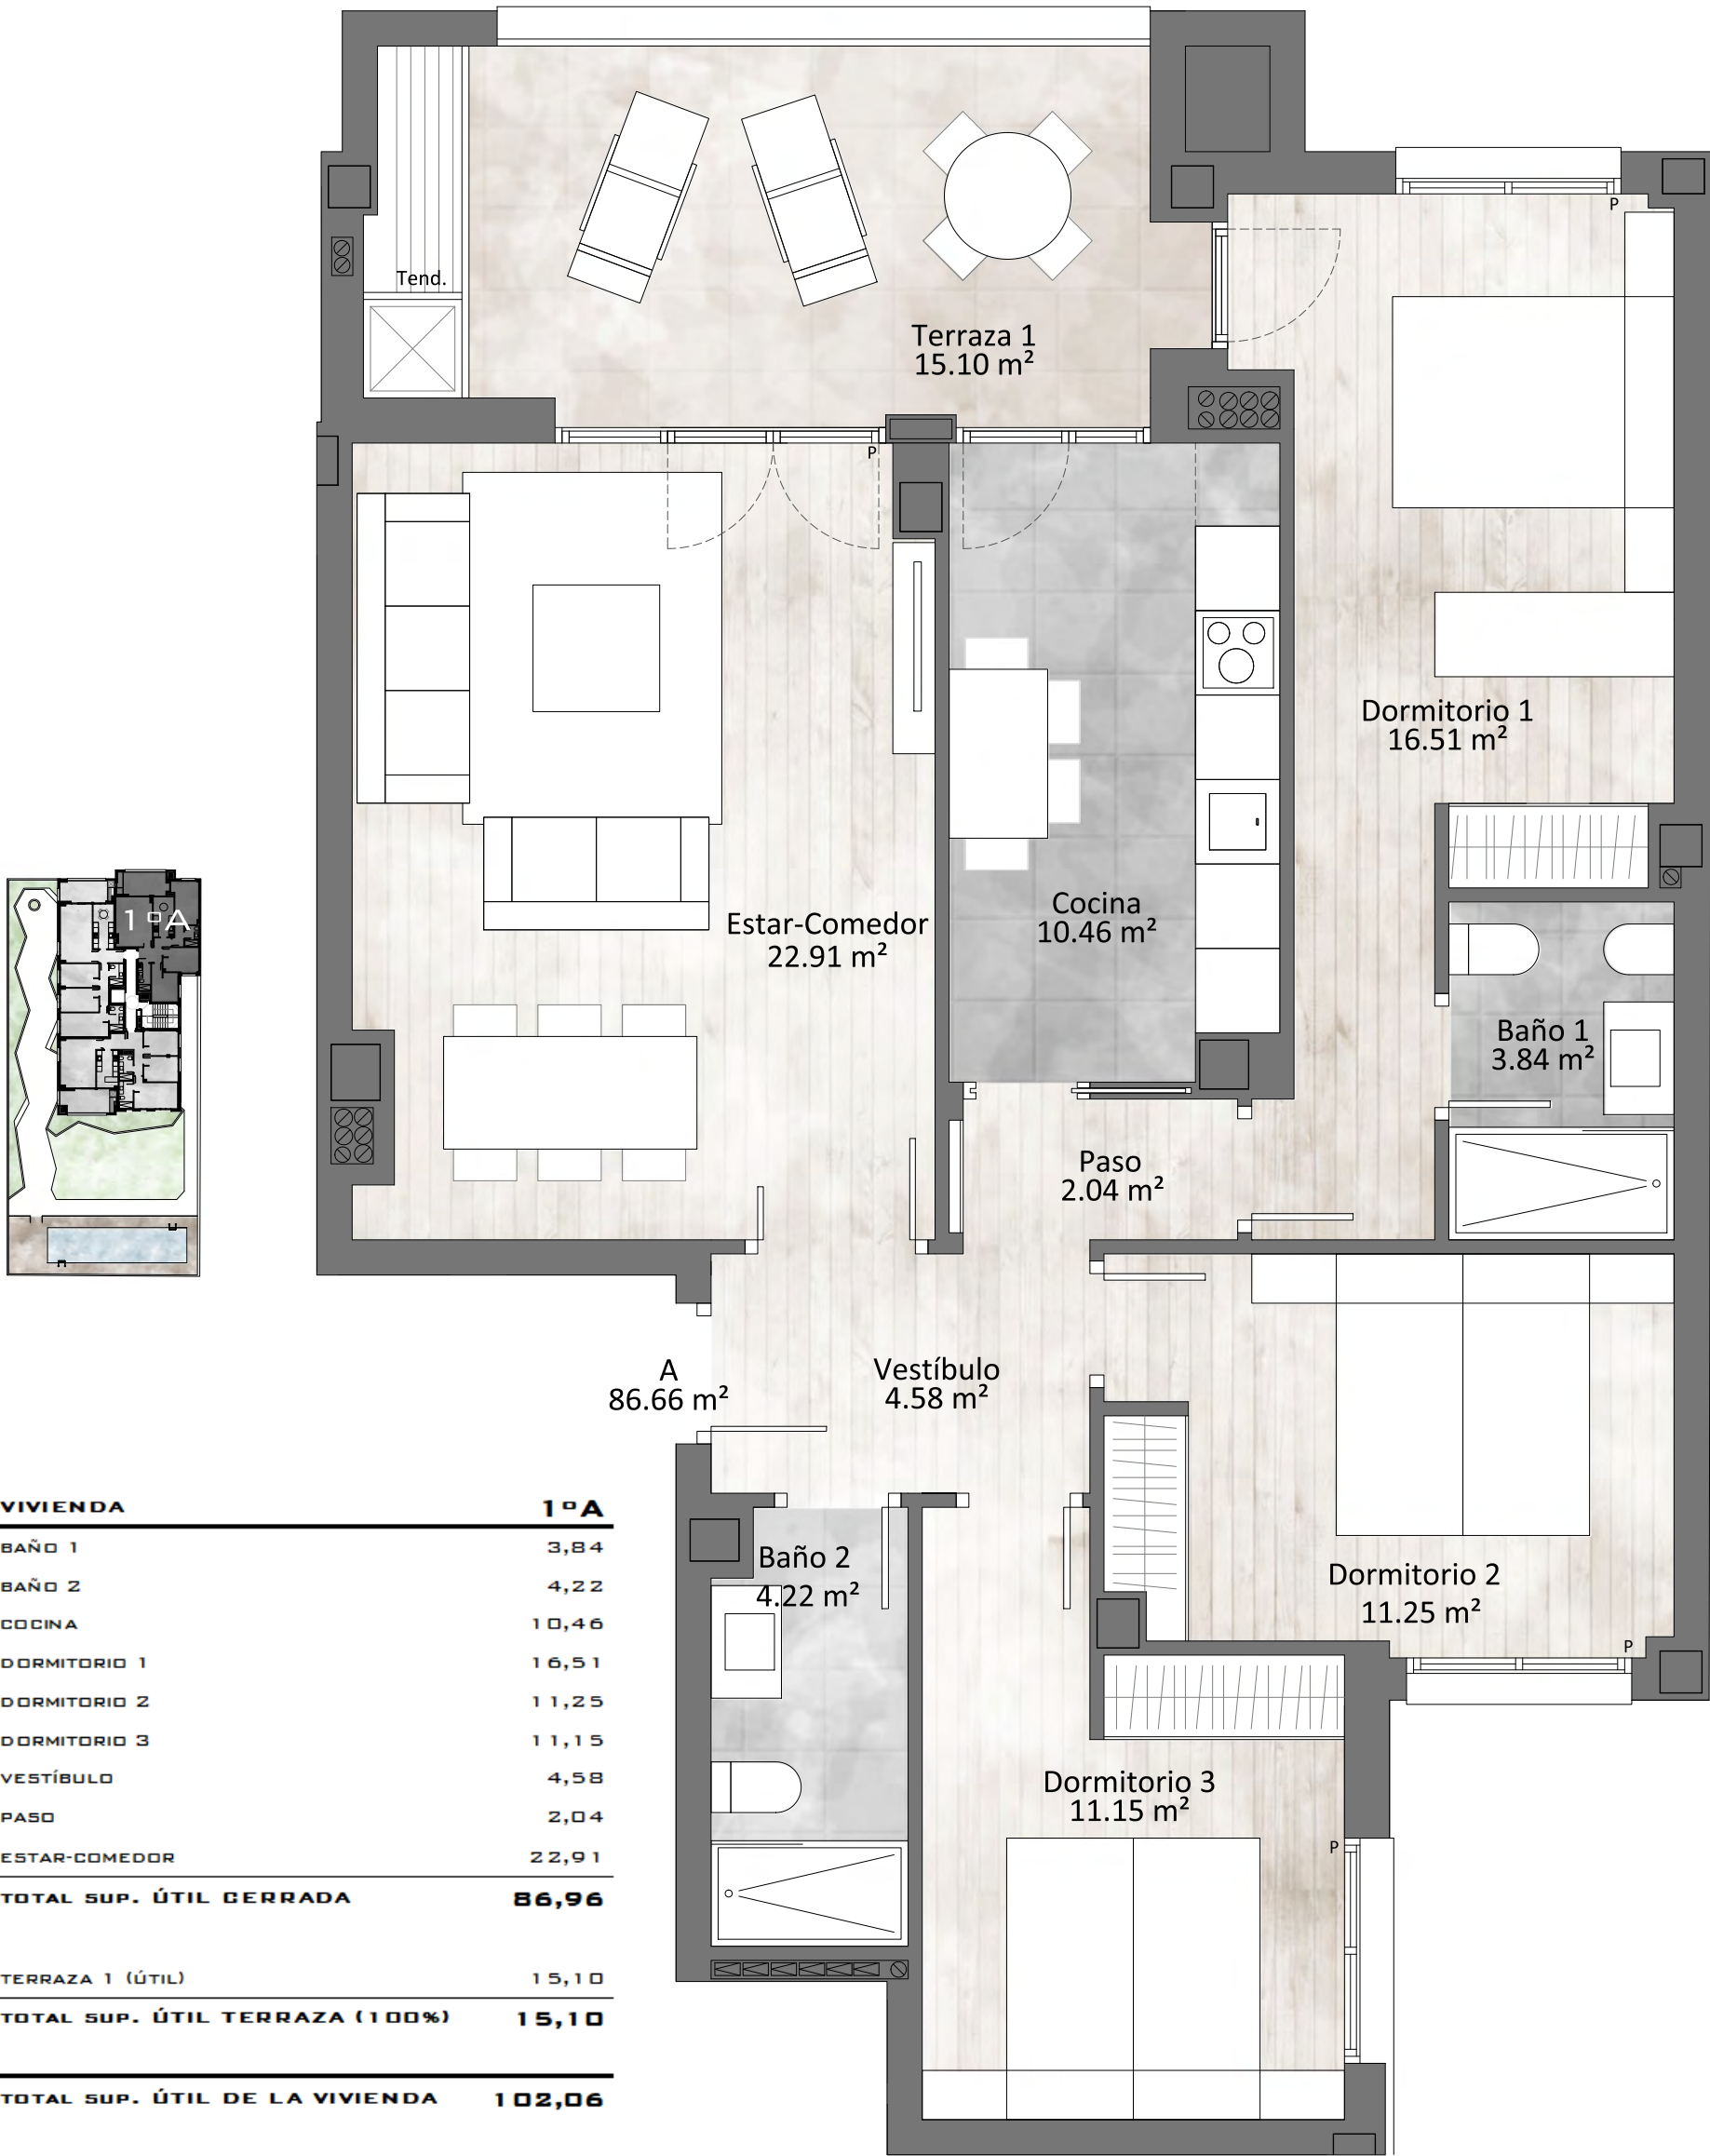 Tend.
Terraza 1
15.10 m²
P
P
Dormitorio 1
16.51 m²
Estar-Comedor
22.91 m²
Cocina
10.46 m²
1ºA
Baño 1
3.84 m²
Paso
2.04 m²
A
86.66 m²
Vestíbulo
4.58 m²
Baño 2
4.22 m²
Dormitorio 2
11.25 m²
P
Dormitorio 3
11.15 m²
P
VIVIENDA 1ºA
BAÑO 1 3,84
BAÑO 2 4,22
COCINA 10,46
DORMITORIO 1 16,51
DORMITORIO 2 11,25
DORMITORIO 3 11,15
VESTÍBULO 4,58
PASO 2,04
ESTAR-COMEDOR 22,91
TOTAL SUP. ÚTIL CERRADA 86,96
TERRAZA 1 (ÚTIL) 15,10
TOTAL SUP. ÚTIL TERRAZA (100%) 15,10
TOTAL SUP. ÚTIL DE LA VIVIENDA 102,06